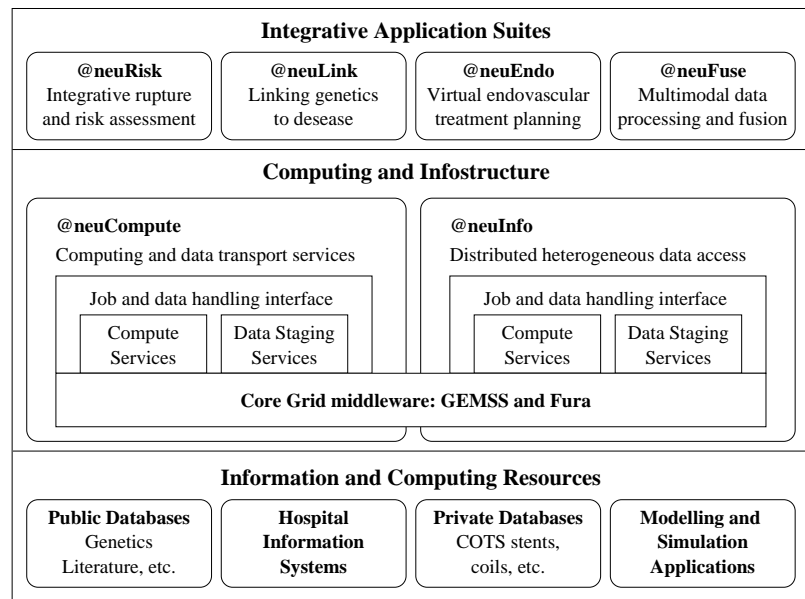 Integrative Application Suites
@neuRisk
Integrative rupture
and risk assessment
@neuLink
Linking genetics
to desease
@neuEndo
Virtual endovascular
treatment planning
@neuFuse
Multimodal data
processing and fusion
Computing and Infostructure
@neuCompute
Computing and data transport services
Job and data handling interface
Compute
Services
Data Staging
Services
@neuInfo
Distributed heterogeneous data access
Job and data handling interface
Compute
Services
Data Staging
Services
Core Grid middleware: GEMSS and Fura
Information and Computing Resources
Public Databases
Genetics
Literature, etc.
Hospital
Information
Systems
Private Databases
COTS stents,
coils, etc.
Modelling and
Simulation
Applications